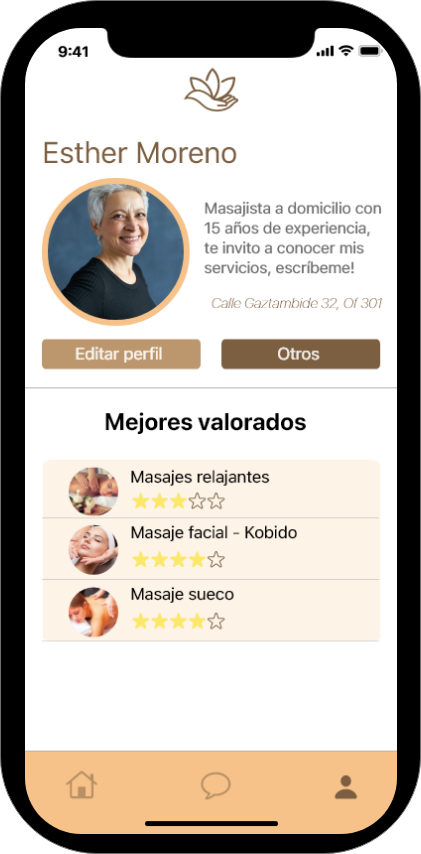 9:41
Esther Moreno
Masajista a domicilio con
15 años de experiencia,
te invito a conocer mis
servicios, escríbeme!
Calle Gaztambide 32, Of 301
Editar perfil
Otros
Mejores valorados
Masajes relajantes
Masaje facial - Kobido
Masaje sueco